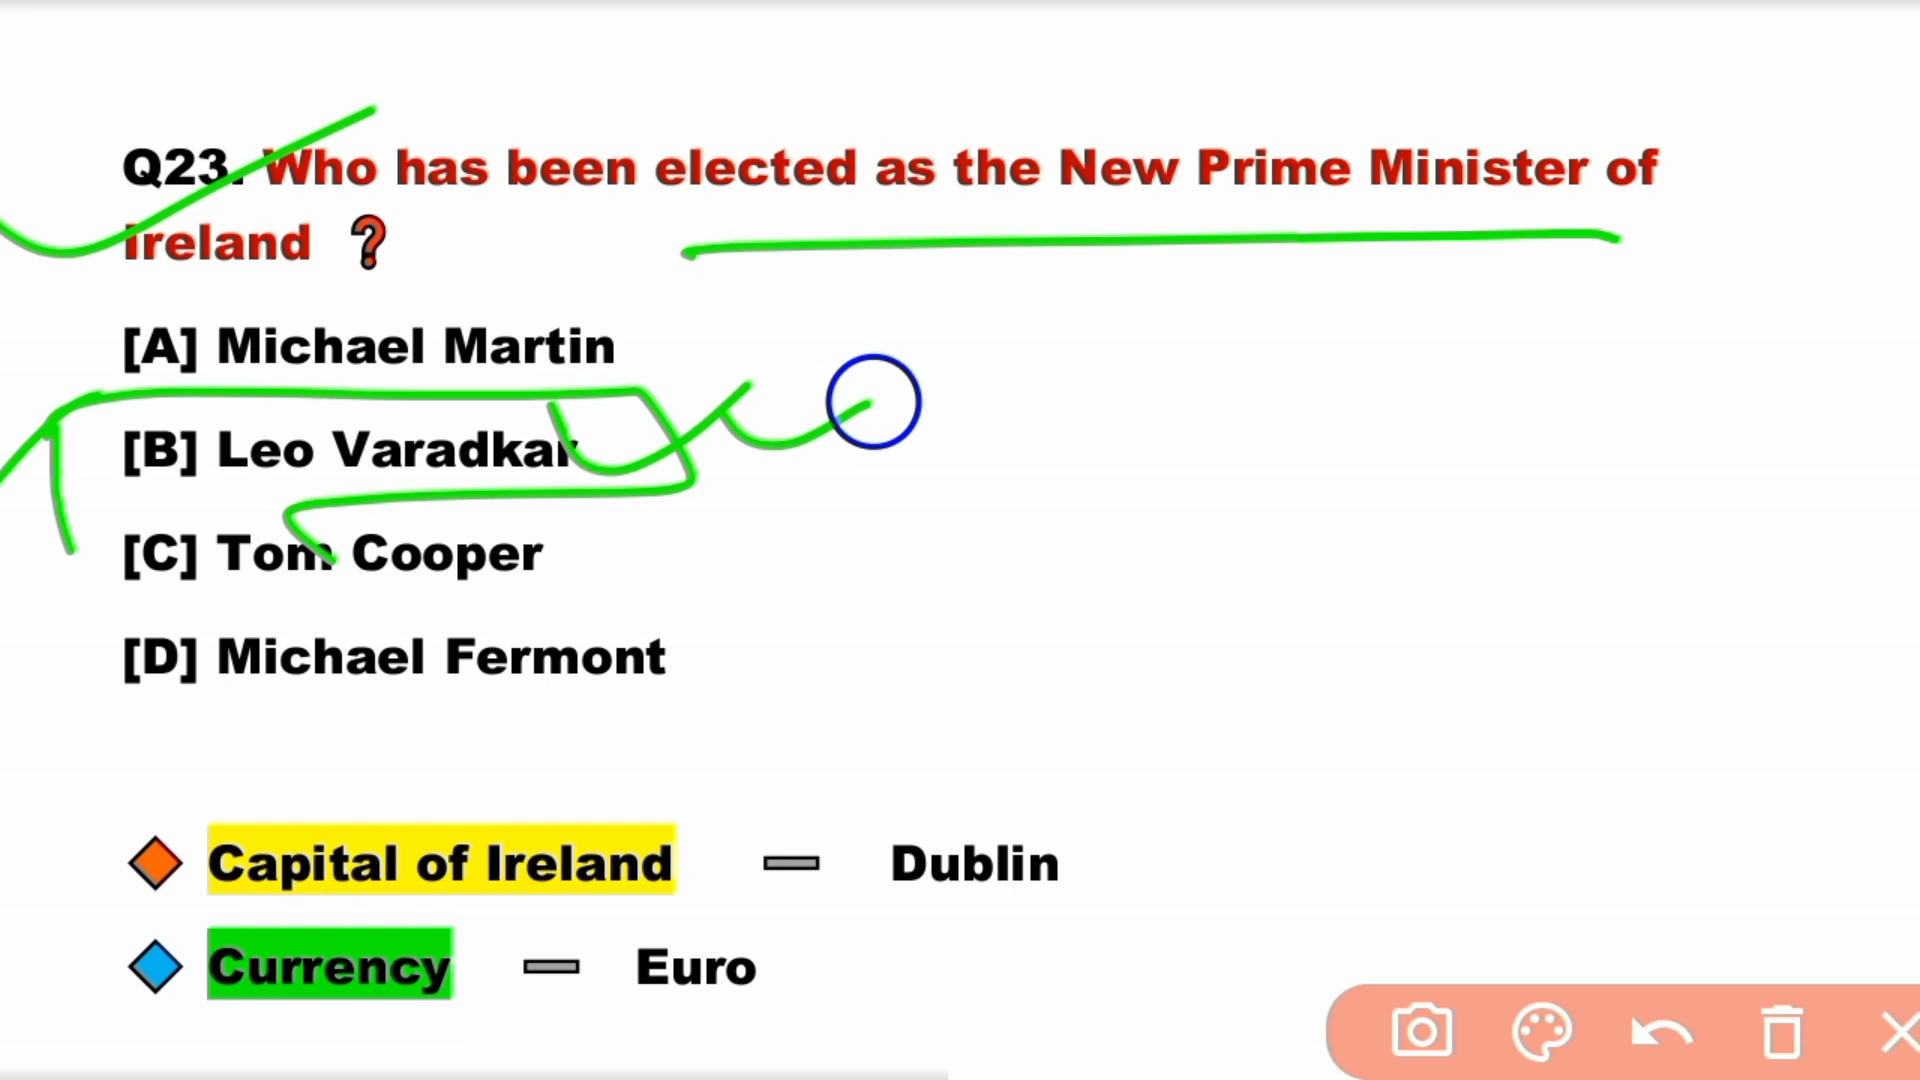 Q23. Who has been elected as the New Prime Minister of
Ireland ❓
[A] Michael Martin
[B] Leo Varadkar
[C] Tom Cooper
[D] Michael Fermont
Capital of Ireland — Dublin
Currency — Euro